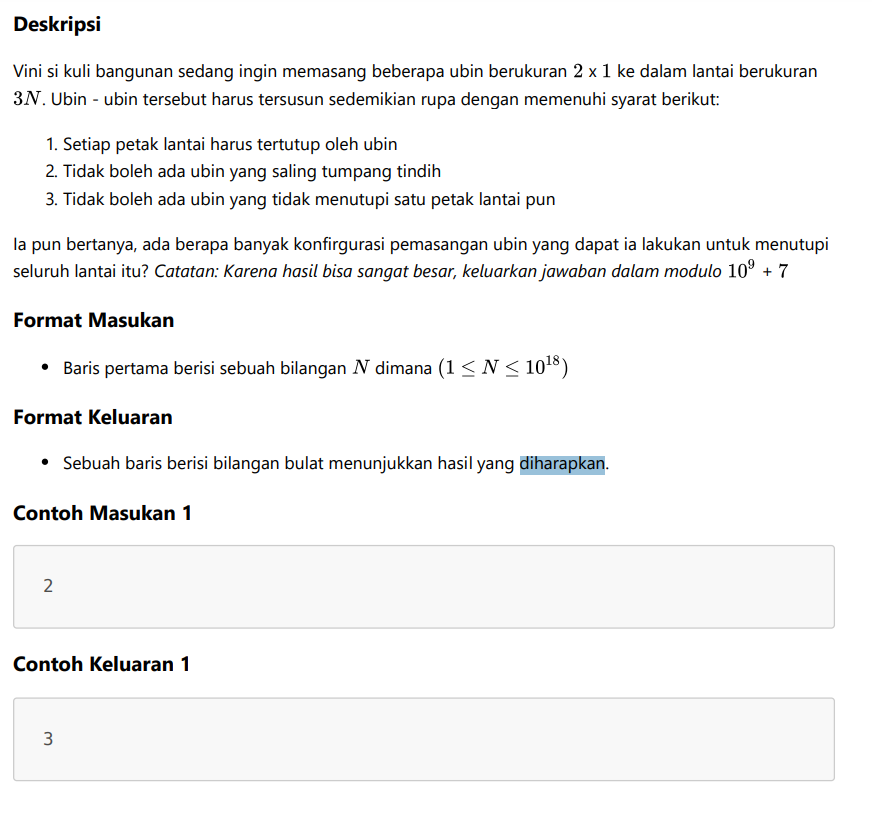 Deskripsi
Vini si kuli bangunan sedang ingin memasang beberapa ubin berukuran 2 x 1 ke dalam lantai berukuran
3N. Ubin - ubin tersebut harus tersusun sedemikian rupa dengan memenuhi syarat berikut:
1. Setiap petak lantai harus tertutup oleh ubin
2. Tidak boleh ada ubin yang saling tumpang tindih
3. Tidak boleh ada ubin yang tidak menutupi satu petak lantai pun
Ia pun bertanya, ada berapa banyak konfirgurasi pemasangan ubin yang dapat ia lakukan untuk menutupi
seluruh lantai itu? Catatan: Karena hasil bisa sangat besar, keluarkan jawaban dalam modulo 10⁹ + 7
Format Masukan
• Baris pertama berisi sebuah bilangan N dimana (1 ≤ N ≤ 10¹⁸)
Format Keluaran
• Sebuah baris berisi bilangan bulat menunjukkan hasil yang diharapkan.
Contoh Masukan 1
2
Contoh Keluaran 1
3